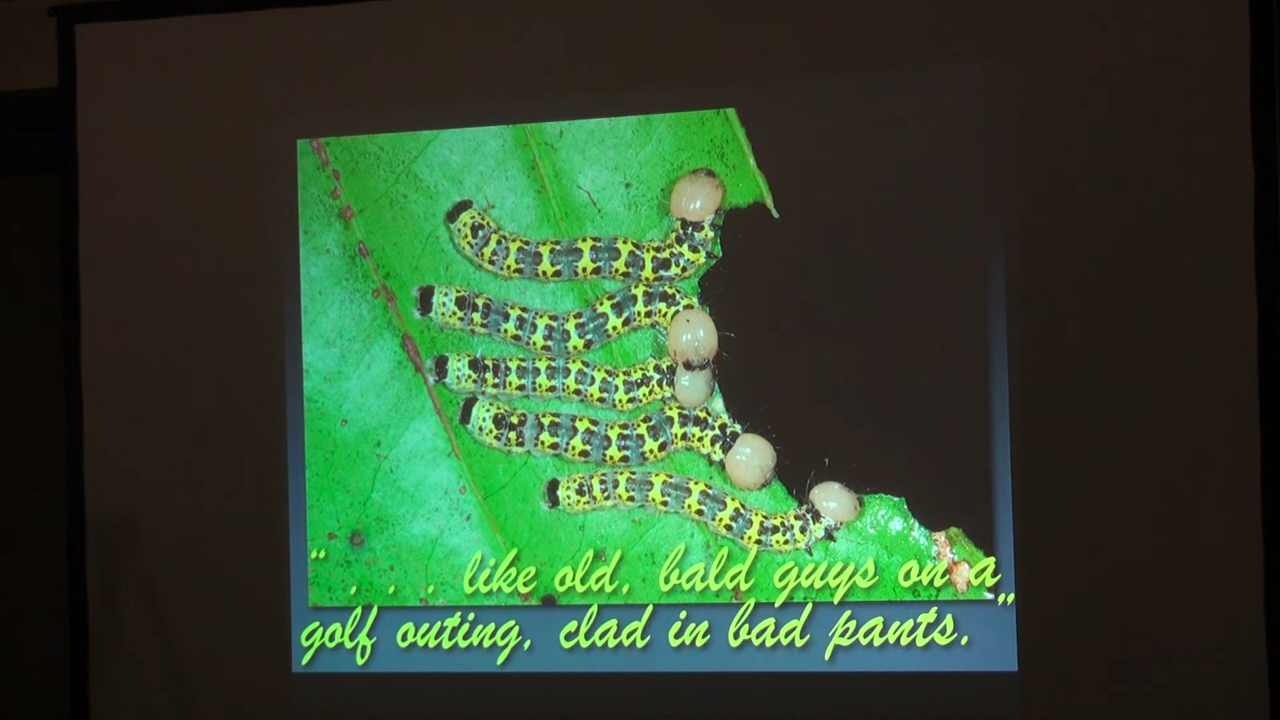 “ . . . like old, bald guys on a
golf outing, clad in bad pants.”